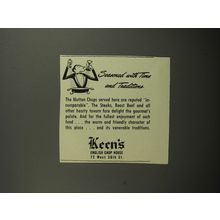 Seasoned with Time
and Traditions
The Mutton Chops served here are reputed "in-
comparable". The Steaks, Roast Beef and all
other hearty tavern fare delight the gourmet's
palate. And for the fullest enjoyment of such
food . . . the warm and friendly character of
this place . . . and its venerable traditions.
Keen's
ENGLISH CHOP HOUSE
72 West 36th St.